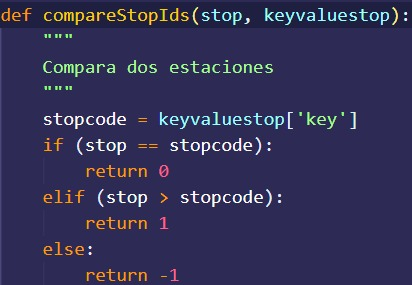 def compareStopIds(stop, keyvaluestop):
    """
    Compara dos estaciones
    """
    stopcode = keyvaluestop['key']
    if (stop == stopcode):
        return 0
    elif (stop > stopcode):
        return 1
    else:
        return -1